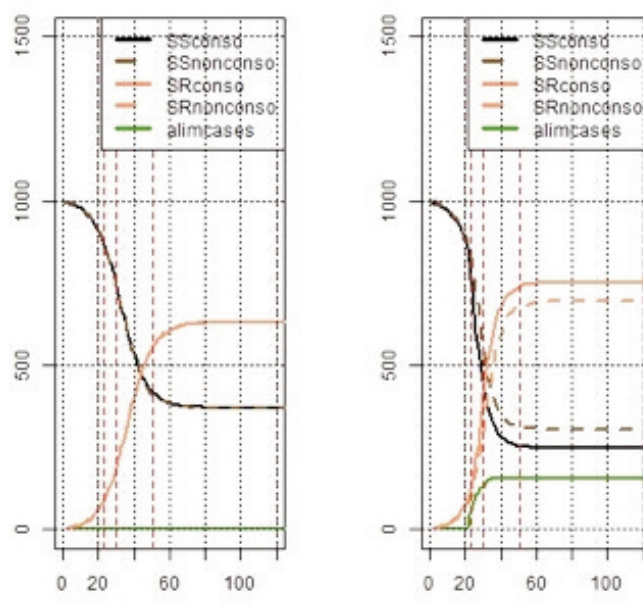 1500
1000
500
0
SSconso
SSnonconso
SRconso
SRnonconso
alimcases
0 20 60 100
1500
1000
500
0
SSconso
SSnonconso
SRconso
SRnonconso
alimcases
0 20 60 100